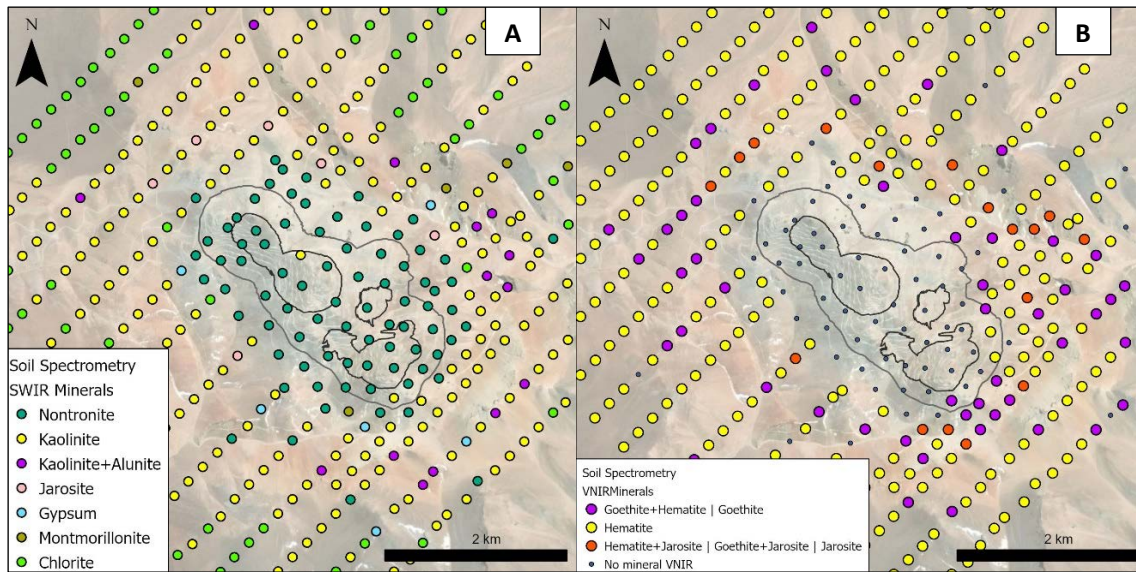 N
A
Soil Spectrometry
SWIR Minerals
Nontronite
Kaolinite
Kaolinite+Alunite
Jarosite
Gypsum
Montmorillonite
Chlorite
2 km
N
B
Soil Spectrometry
VNIRMinerals
Goethite+Hematite | Goethite
Hematite
Hematite+Jarosite | Goethite+Jarosite | Jarosite
No mineral VNIR
2 km